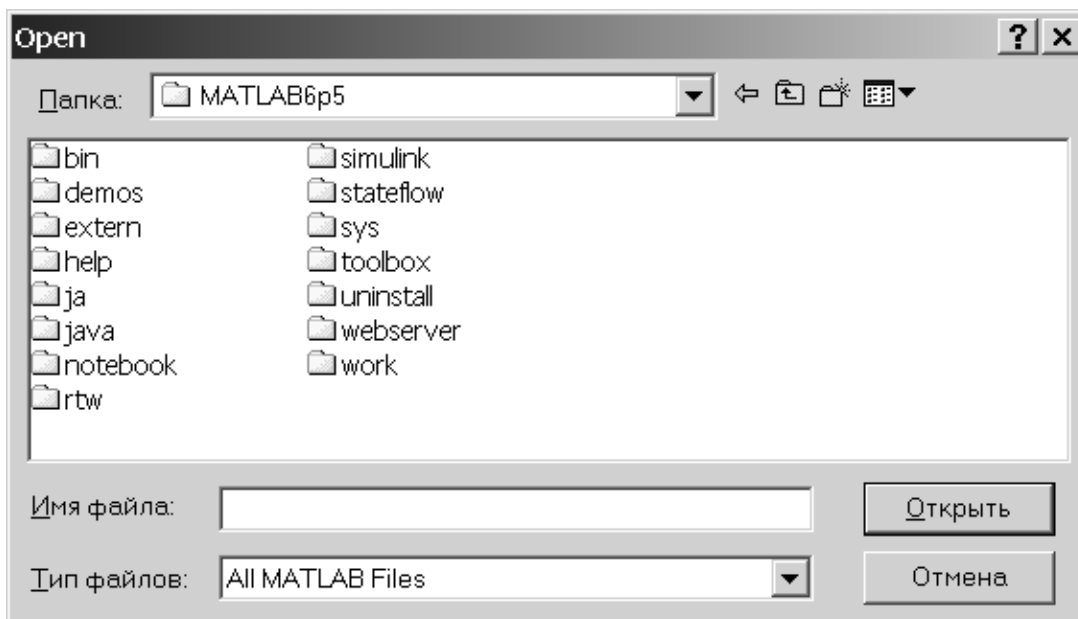 Open
Папка: MATLAB6p5
bin simulink
demos stateflow
extern sys
help toolbox
ja uninstall
java webserver
notebook work
rtw
Имя файла: Открыть
Тип файлов: All MATLAB Files Отмена